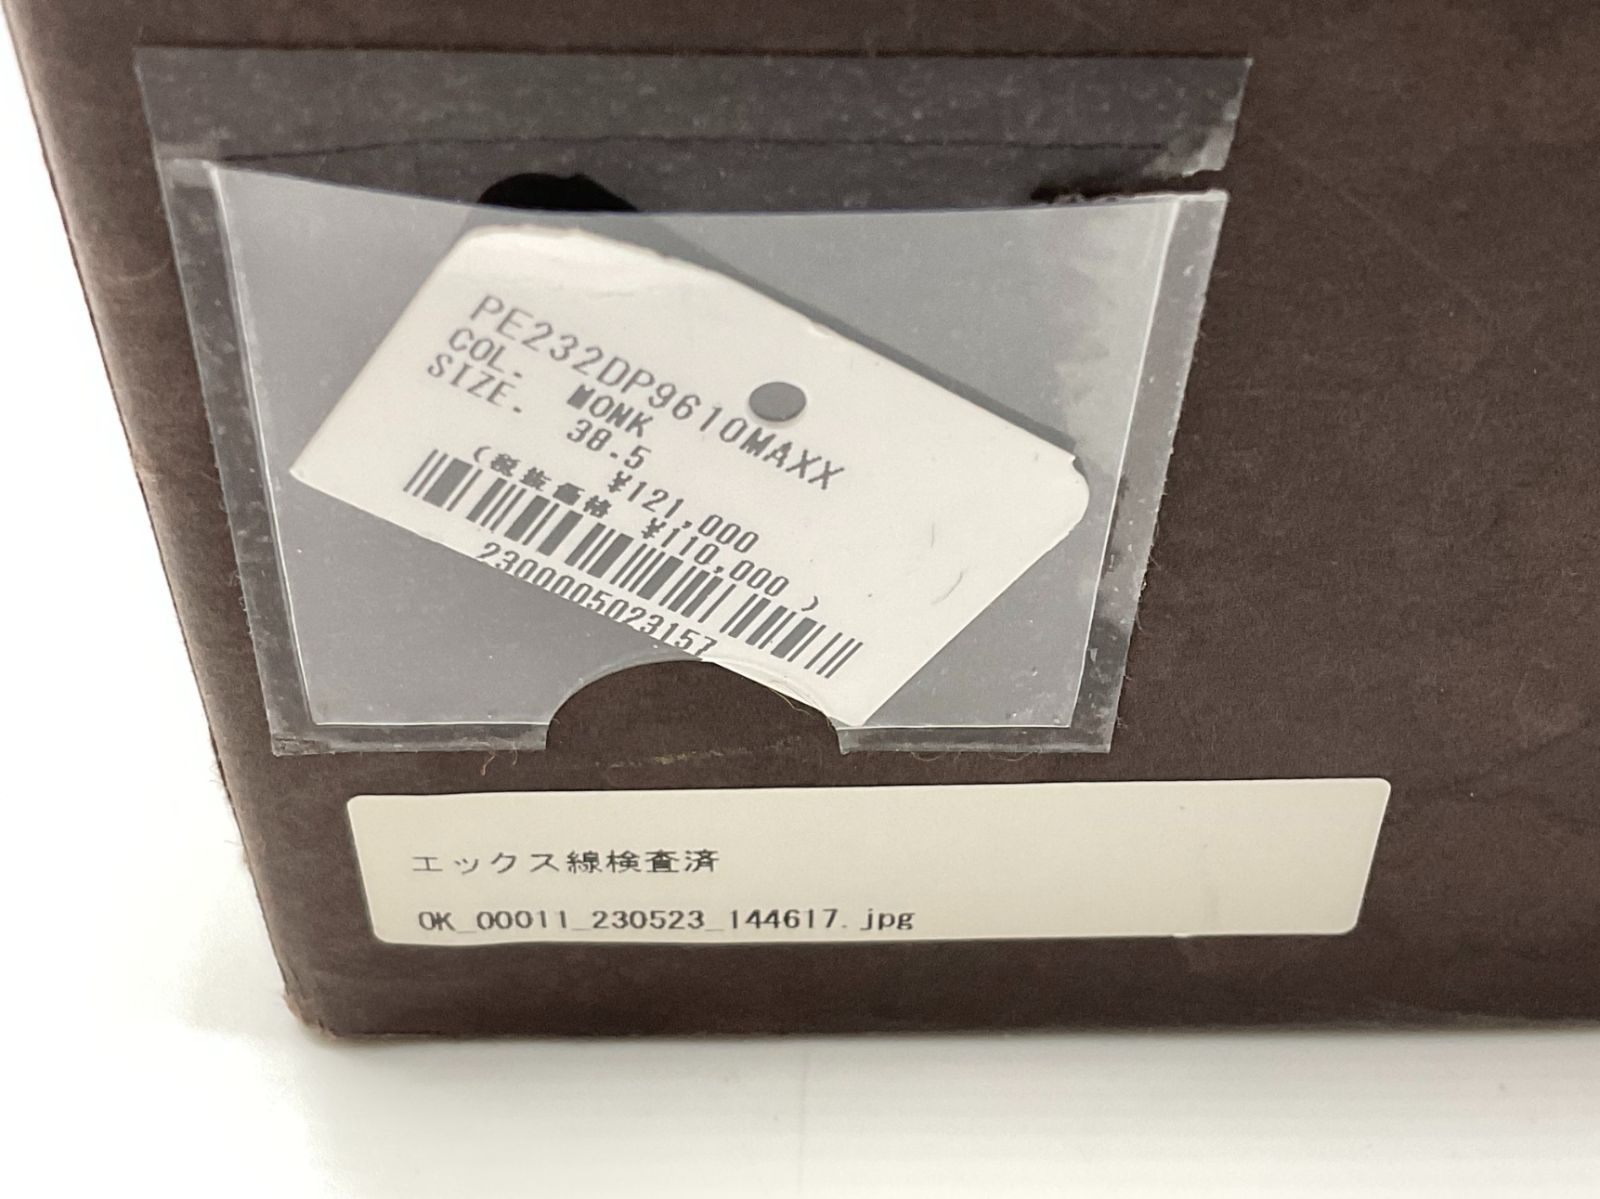 PE232DP9610MAXX
COL. MONK
SIZE. 38.5
¥121,000
(税抜価格 ¥110,000 )
2300005023157
エックス線検査済
OK_00011_230523_144617.jpg